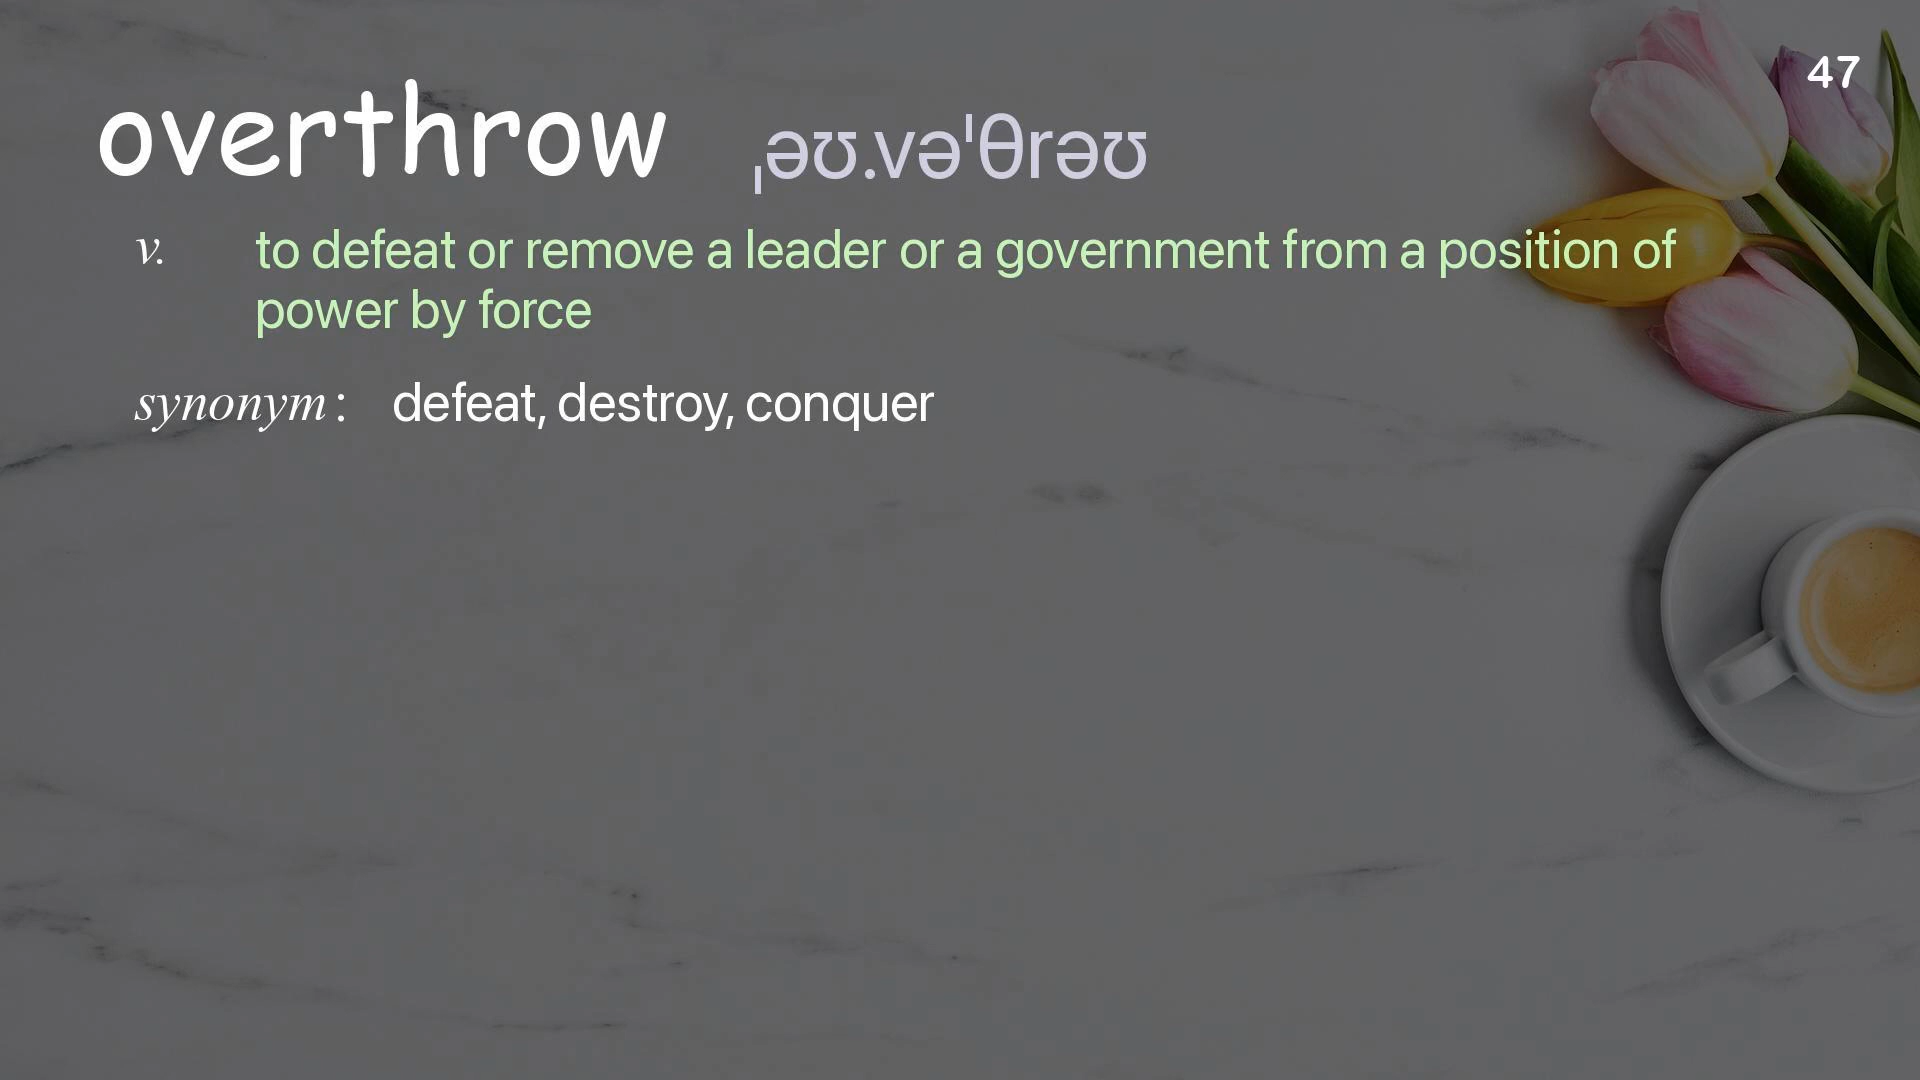 47
overthrow ˌəʊ.vəˈθrəʊ
v. to defeat or remove a leader or a government from a position of
power by force
synonym : defeat, destroy, conquer